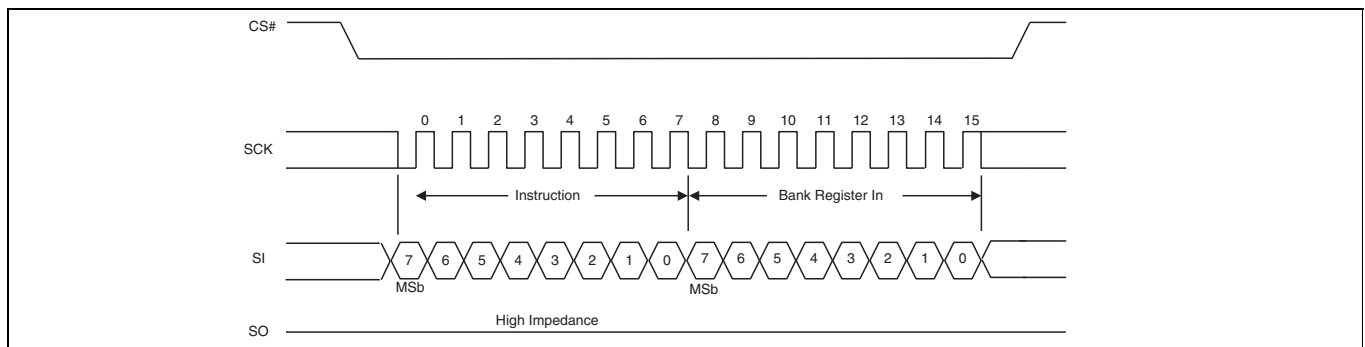 CS#
0 1 2 3 4 5 6 7 8 9 10 11 12 13 14 15
SCK
Instruction Bank Register In
SI 7 6 5 4 3 2 1 0 7 6 5 4 3 2 1 0
MSb MSb
High Impedance
SO